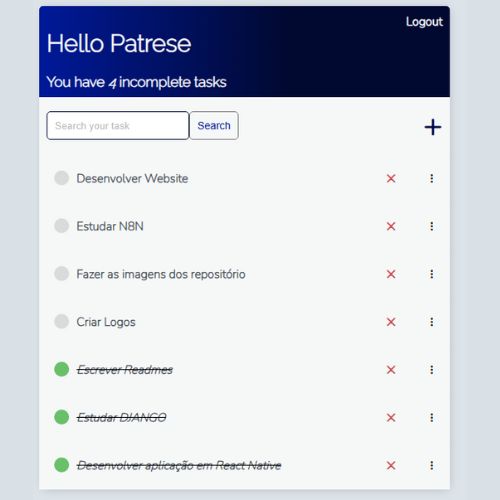 Logout
Hello Patrese
You have 4 incomplete tasks
Search your task
Search
Desenvolver Website
Estudar N8N
Fazer as imagens dos repositório
Criar Logos
Escrever Readmes
Estudar DJANGO
Desenvolver aplicação em React Native